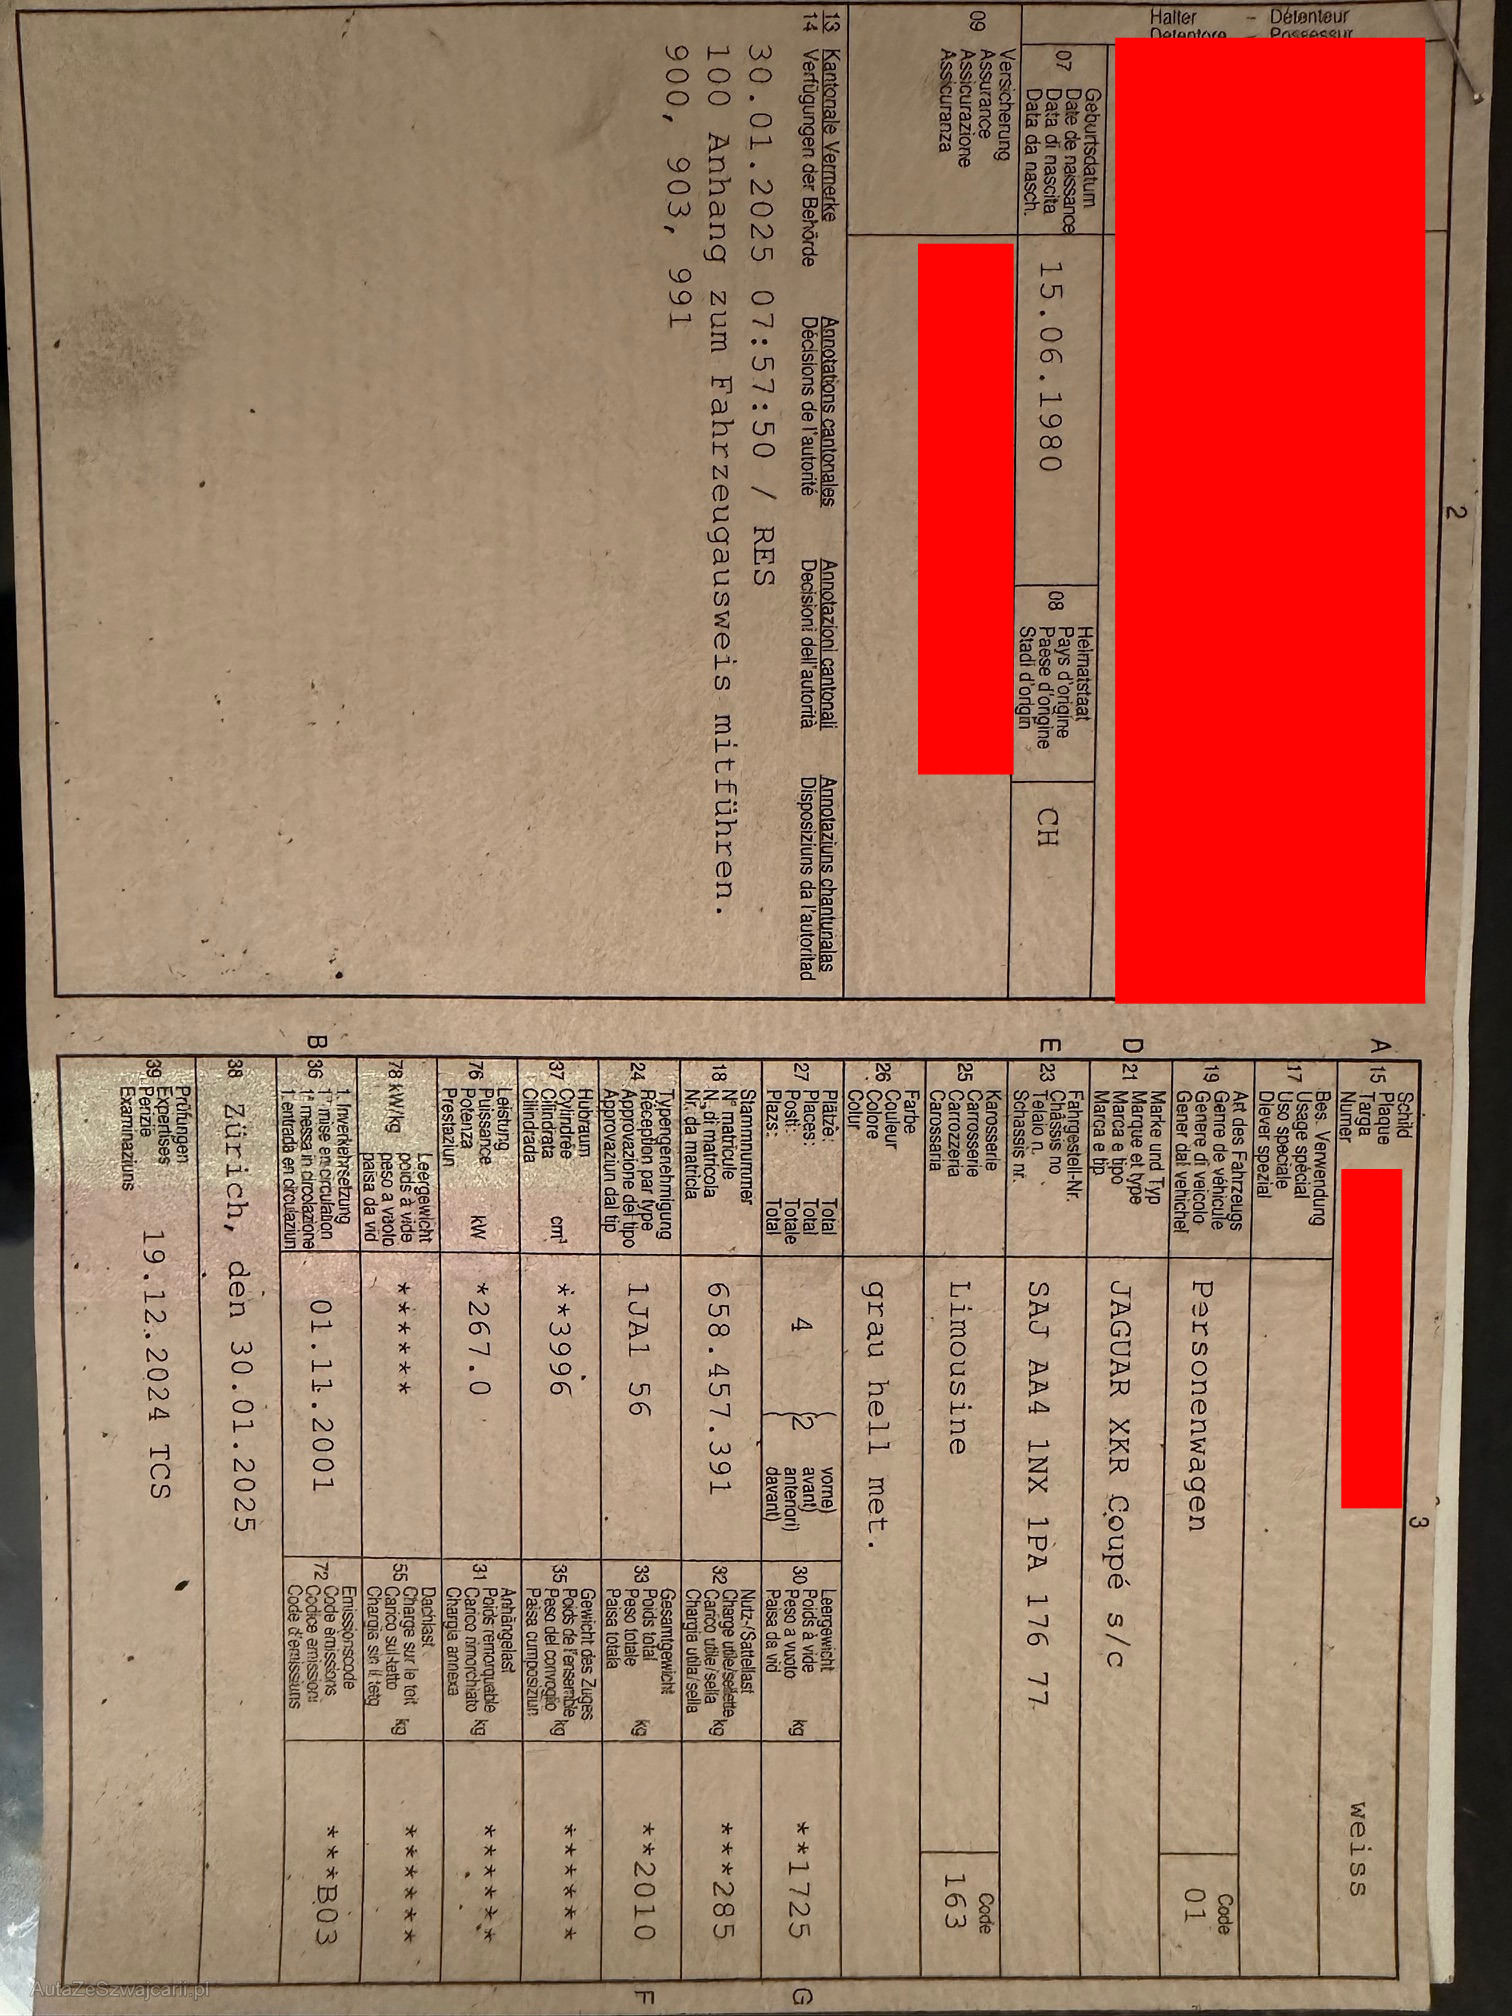 2
Halter - Détenteur
Detentore - Possessur
07 Geburtsdatum
Date de naissance
Data di nascita
Data da nasch.
15.06.1980
08 Heimatstaat
Pays d'origine
Paese d'origine
Stadi d'origin
CH
09 Versicherung
Assurance
Assicurazione
Assicuranza
13 Kantonale Vermerke Annotations cantonales Annotazioni cantonali Annotaziuns chantunalas
14 Verfügungen der Behörde Décisions de l'autorité Decisioni dell'autorità Disposiziuns da l'autoritad
30.01.2025 07:57:50 / RES
100 Anhang zum Fahrzeugausweis mitführen.
900, 903, 991
3
A 15 Schild
Plaque
Targa
Numer
weiss
17 Bes. Verwendung
Usage spécial
Uso speciale
Diever spezial
19 Art des Fahrzeugs
Genre de véhicule
Genere di veicolo
Gener dal vehichel
Personenwagen
Code
01
D 21 Marke und Typ
Marque et type
Marca e tipo
Marca e tip
JAGUAR XKR Coupé s/c
E 23 Fahrgestell-Nr.
Châssis no
Telaio n.
Schassis nr.
SAJ AA4 1NX 1PA 176 77
25 Karosserie
Carrosserie
Carrozzeria
Carossaria
Limousine
Code
163
26 Farbe
Couleur
Colore
Colur
grau hell met.
27 Plätze: Total
Places: Total
Posti: Totale
Plazs: Total
4
(2 vorne)
avant)
anteriori)
davant)
30 Leergewicht
Poids à vide
Peso a vuoto kg
Paisa da vid
**1725
G
18 Stammnummer
N° matricule
N. di matricola
Nr. da matricla
658.457.391
32 Nutz-/Sattellast
Charge utile/sellette kg
Carico utile/sella
Chargia utila/sella
***285
24 Typengenehmigung
Réception par type
Approvazione del tipo
Approvaziun dal tip
1JA1 56
33 Gesamtgewicht
Poids total
Peso totale kg
Paisa totala
**2010
F
37 Hubraum
Cylindrée cm³
Cilindrata
Cilindrada
**3996
35 Gewicht des Zuges
Poids de l'ensemble kg
Peso del convoglio
Paisa cumposiziun
******
76 Leistung
Puissance kW
Potenza
Prestaziun
*267.0
31 Anhängelast
Poids remorquable kg
Carico rimorchiato
Chargia annexa
******
78 kW/kg Leergewicht
poids à vide
peso a vuoto
paisa da vid
******
55 Dachlast
Charge sur le toit kg
Carico sul tetto
Chargia sin il tetg
******
B 36 1. Inverkehrsetzung
1re mise en circulation
1a messa in circolazione
1. entrada en circulaziun
01.11.2001
72 Emissionscode
Code émissions
Codice emissioni
Code d'emissiuns
***B03
38 Zürich, den 30.01.2025
39 Prüfungen
Expertises
Perizie
Examinaziuns
19.12.2024 TCS
AutaZeSzwajcarii.pl